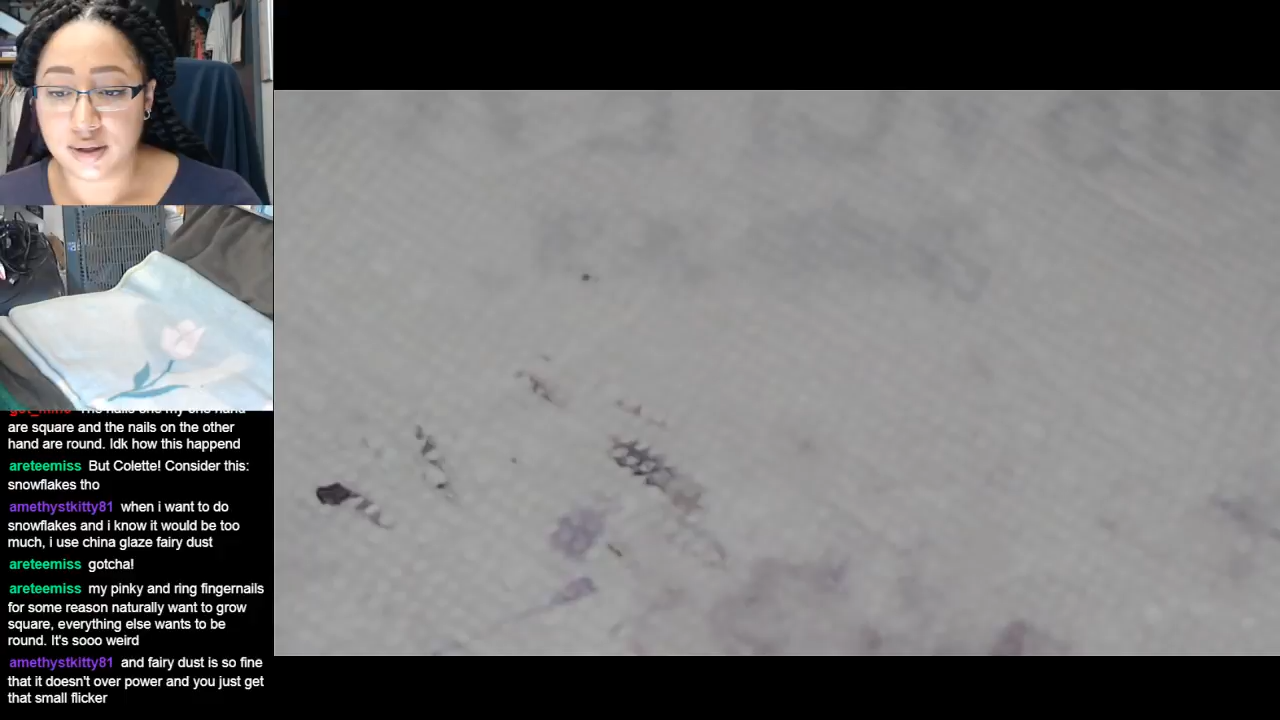 are square and the nails on the other
hand are round. Idk how this happend
areteemiss But Colette! Consider this:
snowflakes tho
amethystkitty81 when i want to do
snowflakes and i know it would be too
much, i use china glaze fairy dust
areteemiss gotcha!
areteemiss my pinky and ring fingernails
for some reason naturally want to grow
square, everything else wants to be
round. It's sooo weird
amethystkitty81 and fairy dust is so fine
that it doesn't over power and you just get
that small flicker